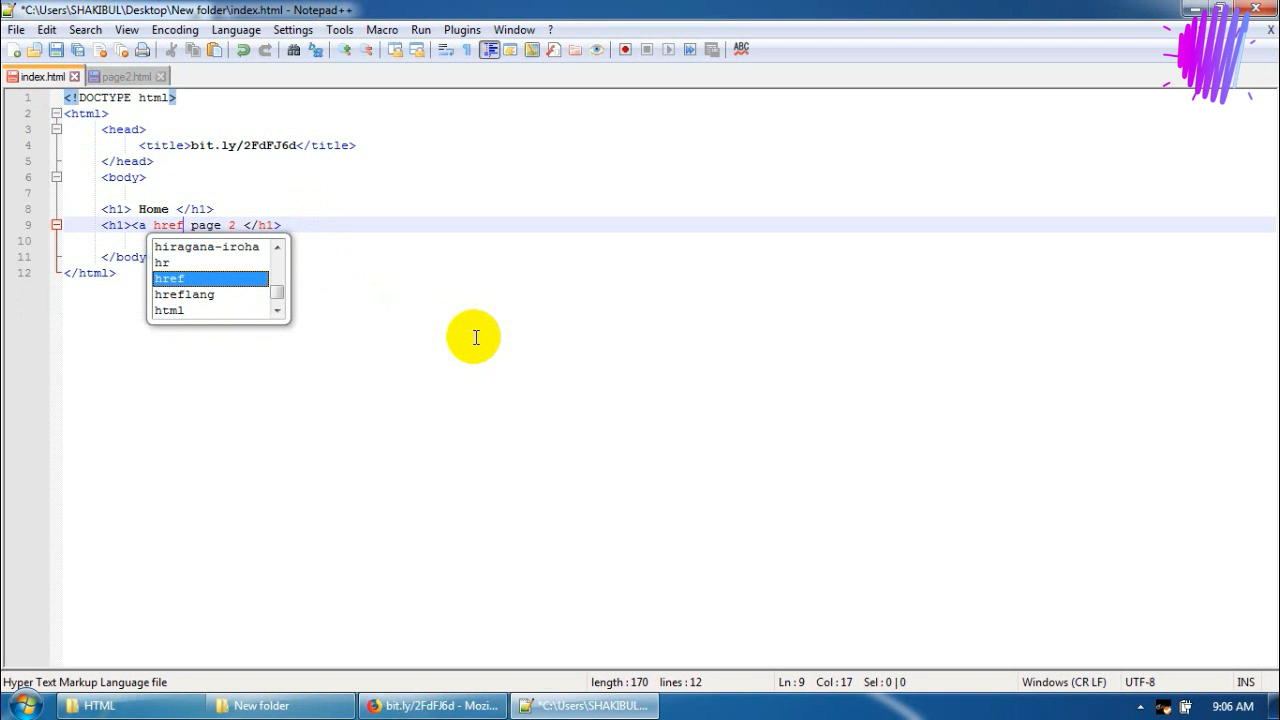 *C:\Users\SHAKIBUL\Desktop\New folder\index.html - Notepad++
File Edit Search View Encoding Language Settings Tools Macro Run Plugins Window ? X
ABC
index.html page2.html
1 <!DOCTYPE html>
2 <html>
3 <head>
4 <title>bit.ly/2FdFJ6d</title>
5 </head>
6 <body>
7
8 <h1> Home </h1>
9 <h1><a href page 2 </h1>
10
11 </body
12 </html>
hiragana-iroha
hr
href
hreflang
html
Hyper Text Markup Language file length : 170 lines : 12 Ln : 9 Col : 17 Sel : 0 | 0 Windows (CR LF) UTF-8 INS
HTML New folder bit.ly/2FdFJ6d - Mozi... *C:\Users\SHAKIBUL... 9:06 AM